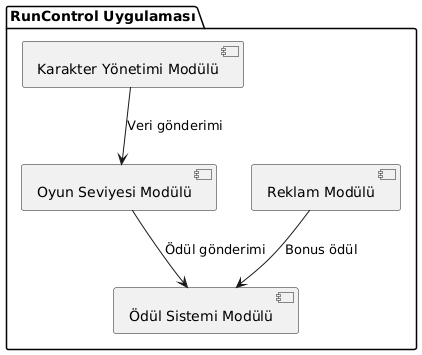 RunControl Uygulaması
Karakter Yönetimi Modülü
Veri gönderimi
Oyun Seviyesi Modülü
Reklam Modülü
Ödül gönderimi
Bonus ödül
Ödül Sistemi Modülü